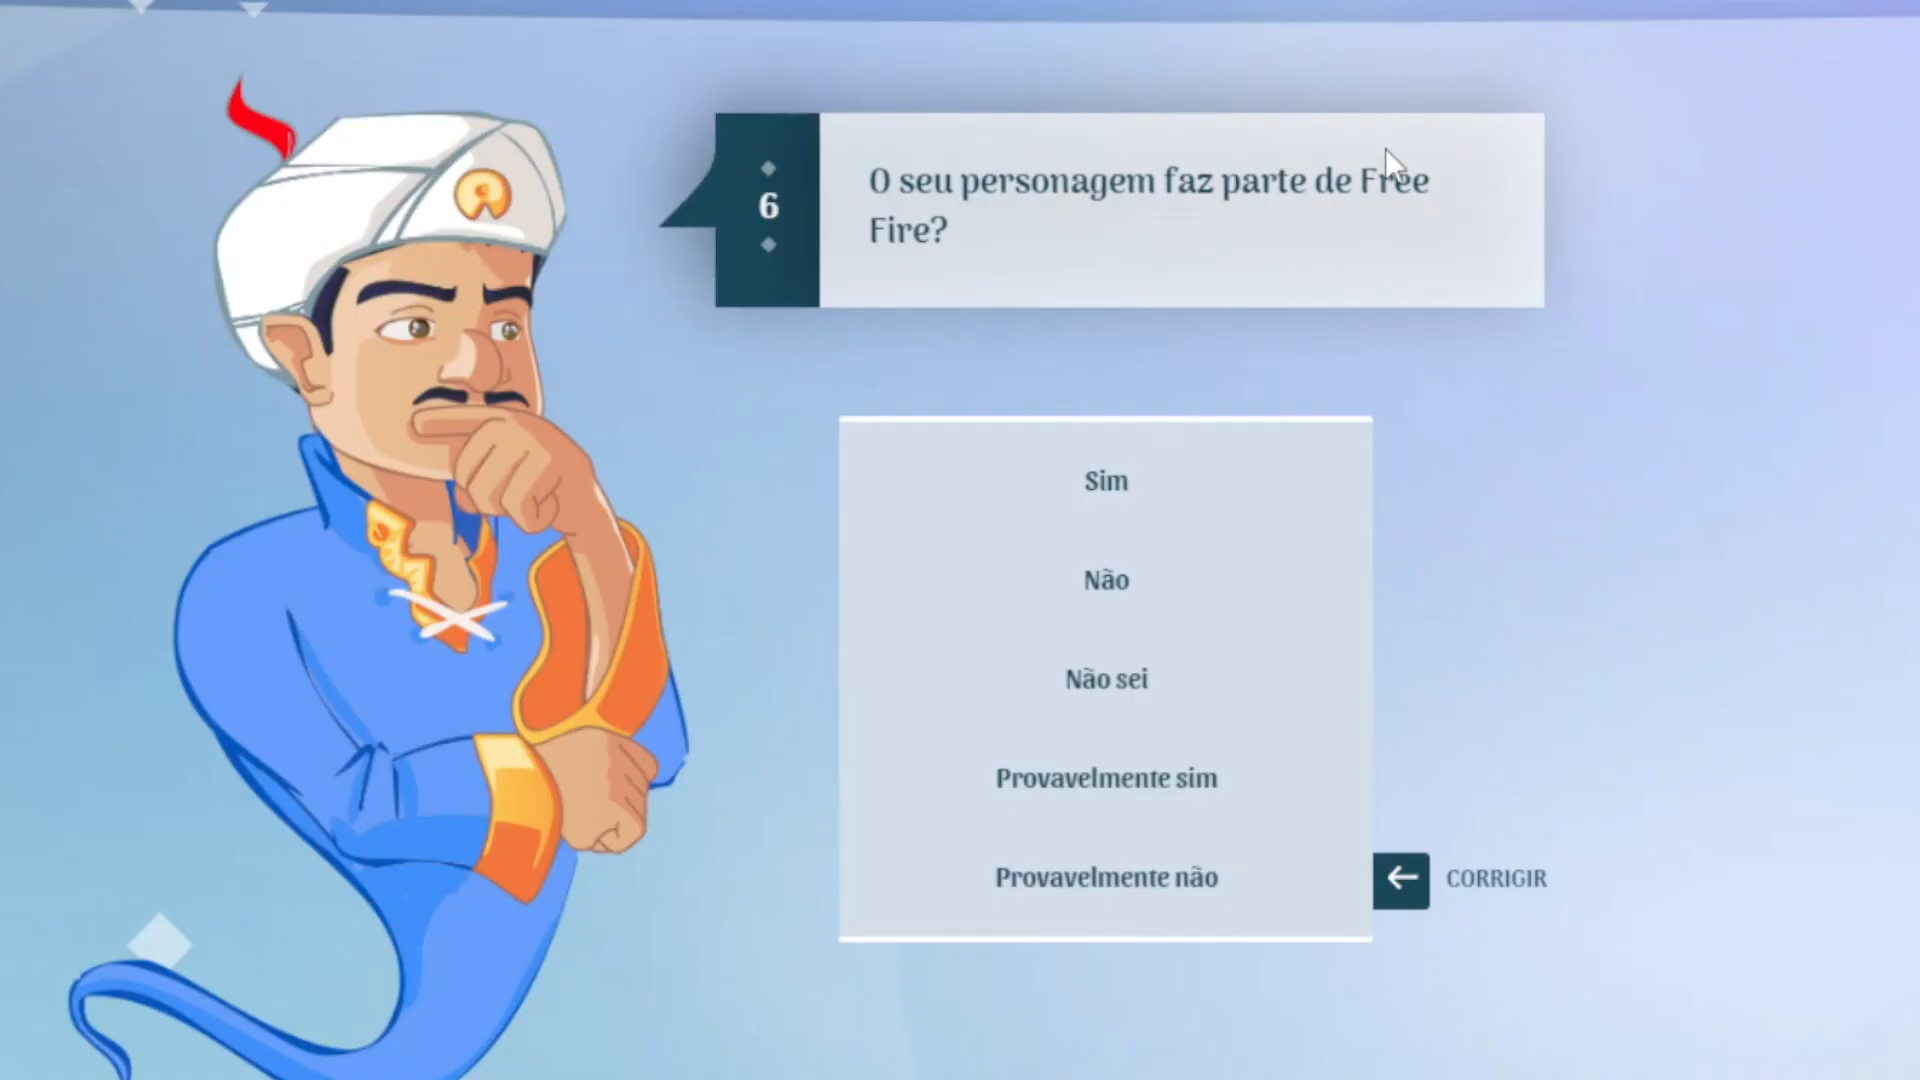 6
O seu personagem faz parte de Free
Fire?
Sim
Não
Não sei
Provavelmente sim
Provavelmente não
CORRIGIR